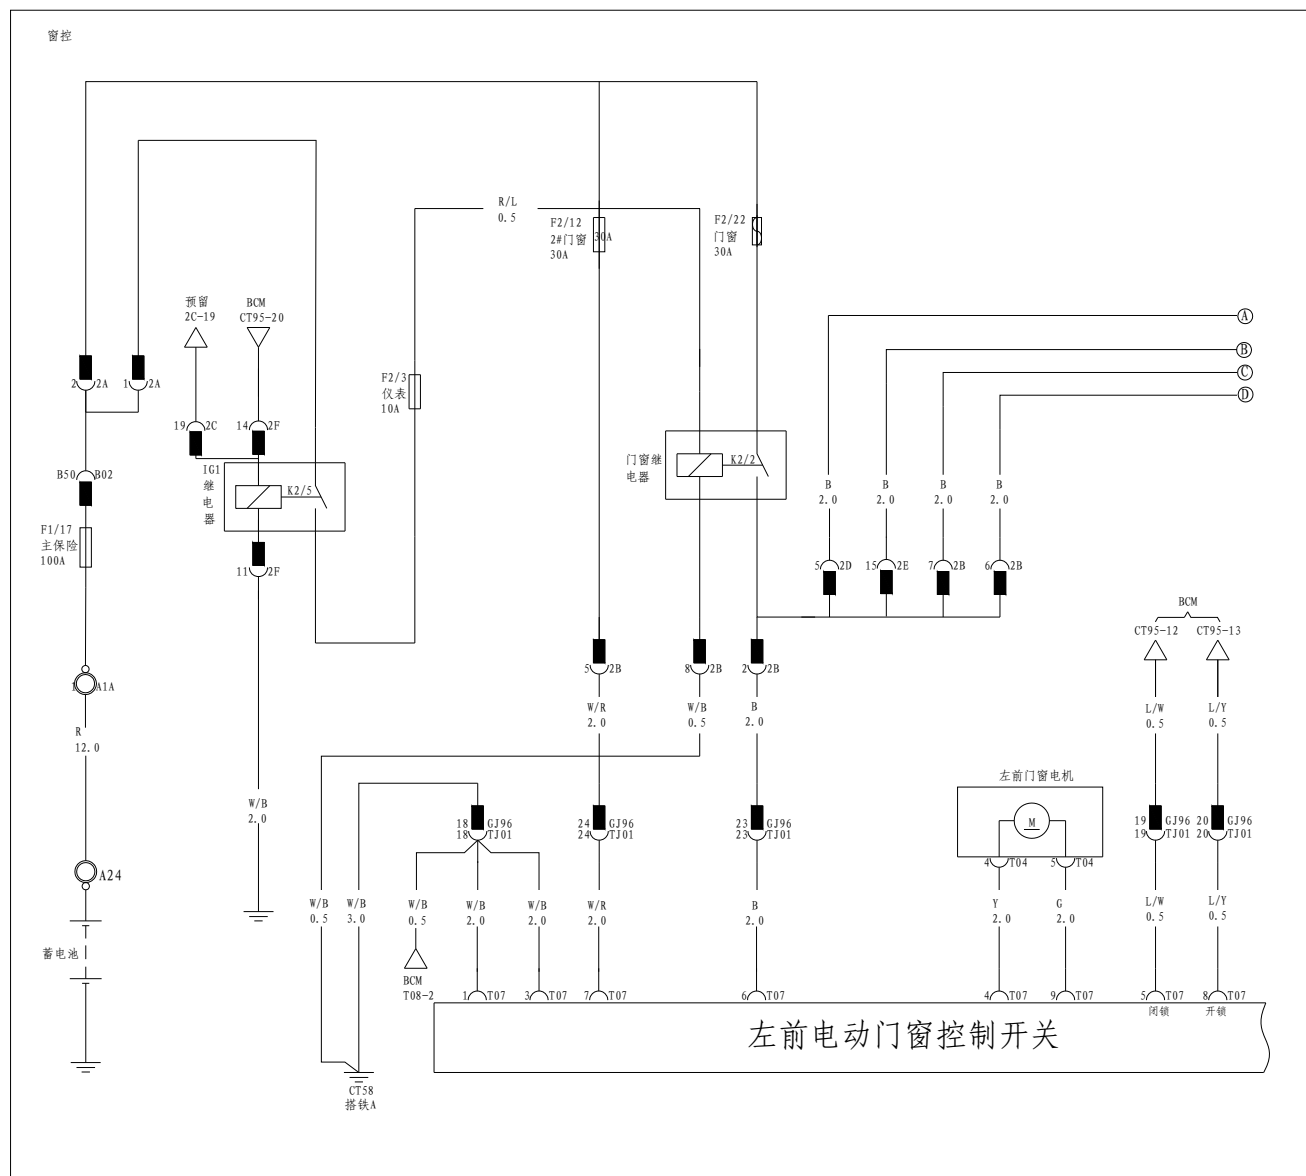 窗控
R/L
0.5
F2/12
2#门窗
30A
30A
F2/22
门窗
30A
预留
2C-19
BCM
CT95-20
A
B
C
D
2
2A
1
2A
F2/3
仪表
10A
19
2C
14
2F
门窗继
电器
K2/2
B50
B02
IG1
继
电
器
K2/5
B
2.0
B
2.0
B
2.0
B
2.0
F1/17
主保险
100A
11
2F
5
2D
15
2E
7
2B
6
2B
BCM
CT95-12
CT95-13
5
2B
8
2B
2
2B
1
A1A
W/R
2.0
W/B
0.5
B
2.0
L/W
0.5
L/Y
0.5
R
12.0
左前门窗电机
M
W/B
2.0
18
GJ96
18
TJ01
24
GJ96
24
TJ01
23
GJ96
23
TJ01
19
GJ96
19
TJ01
20
GJ96
20
TJ01
4
T04
5
T04
A24
W/B
0.5
W/B
3.0
W/B
0.5
W/B
2.0
W/B
2.0
W/R
2.0
B
2.0
Y
2.0
G
2.0
L/W
0.5
L/Y
0.5
蓄电池
BCM
T08-2
1
T07
3
T07
7
T07
6
T07
4
T07
9
T07
5
T07
8
T07
闭锁
开锁
左前电动门窗控制开关
CT58
搭铁A